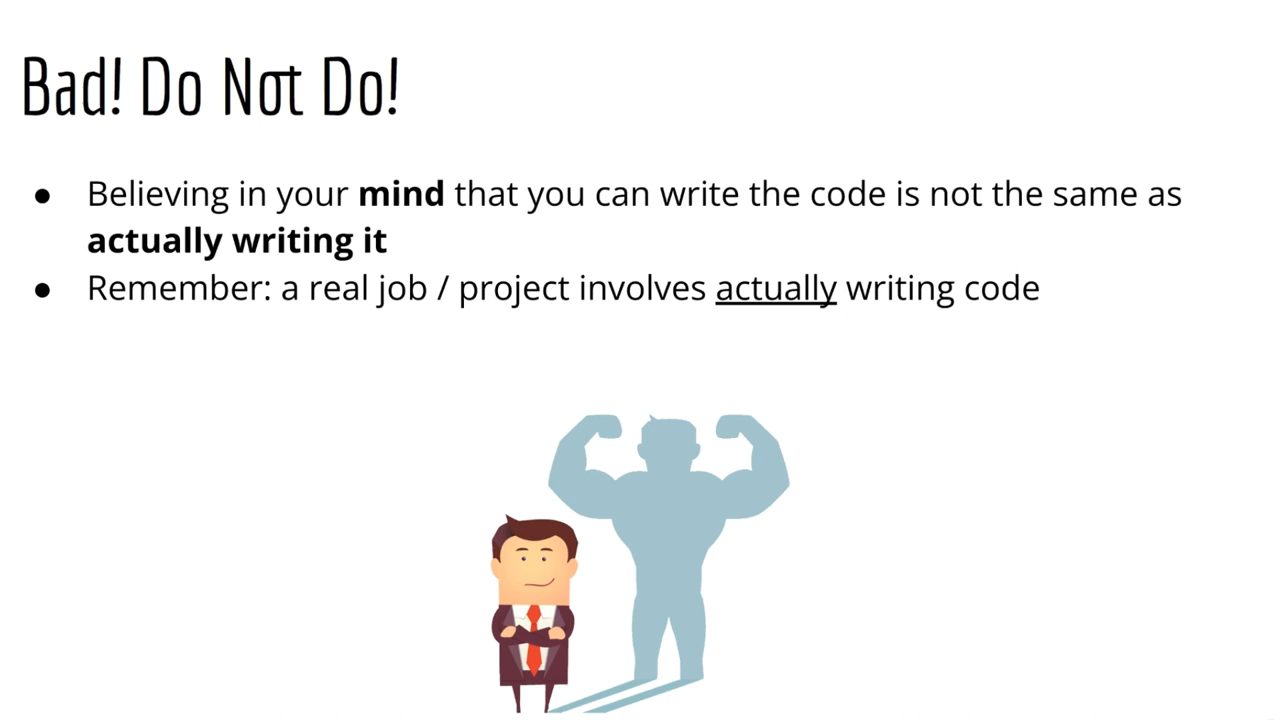 Bad! Do Not Do!
● Believing in your mind that you can write the code is not the same as
actually writing it
● Remember: a real job / project involves actually writing code